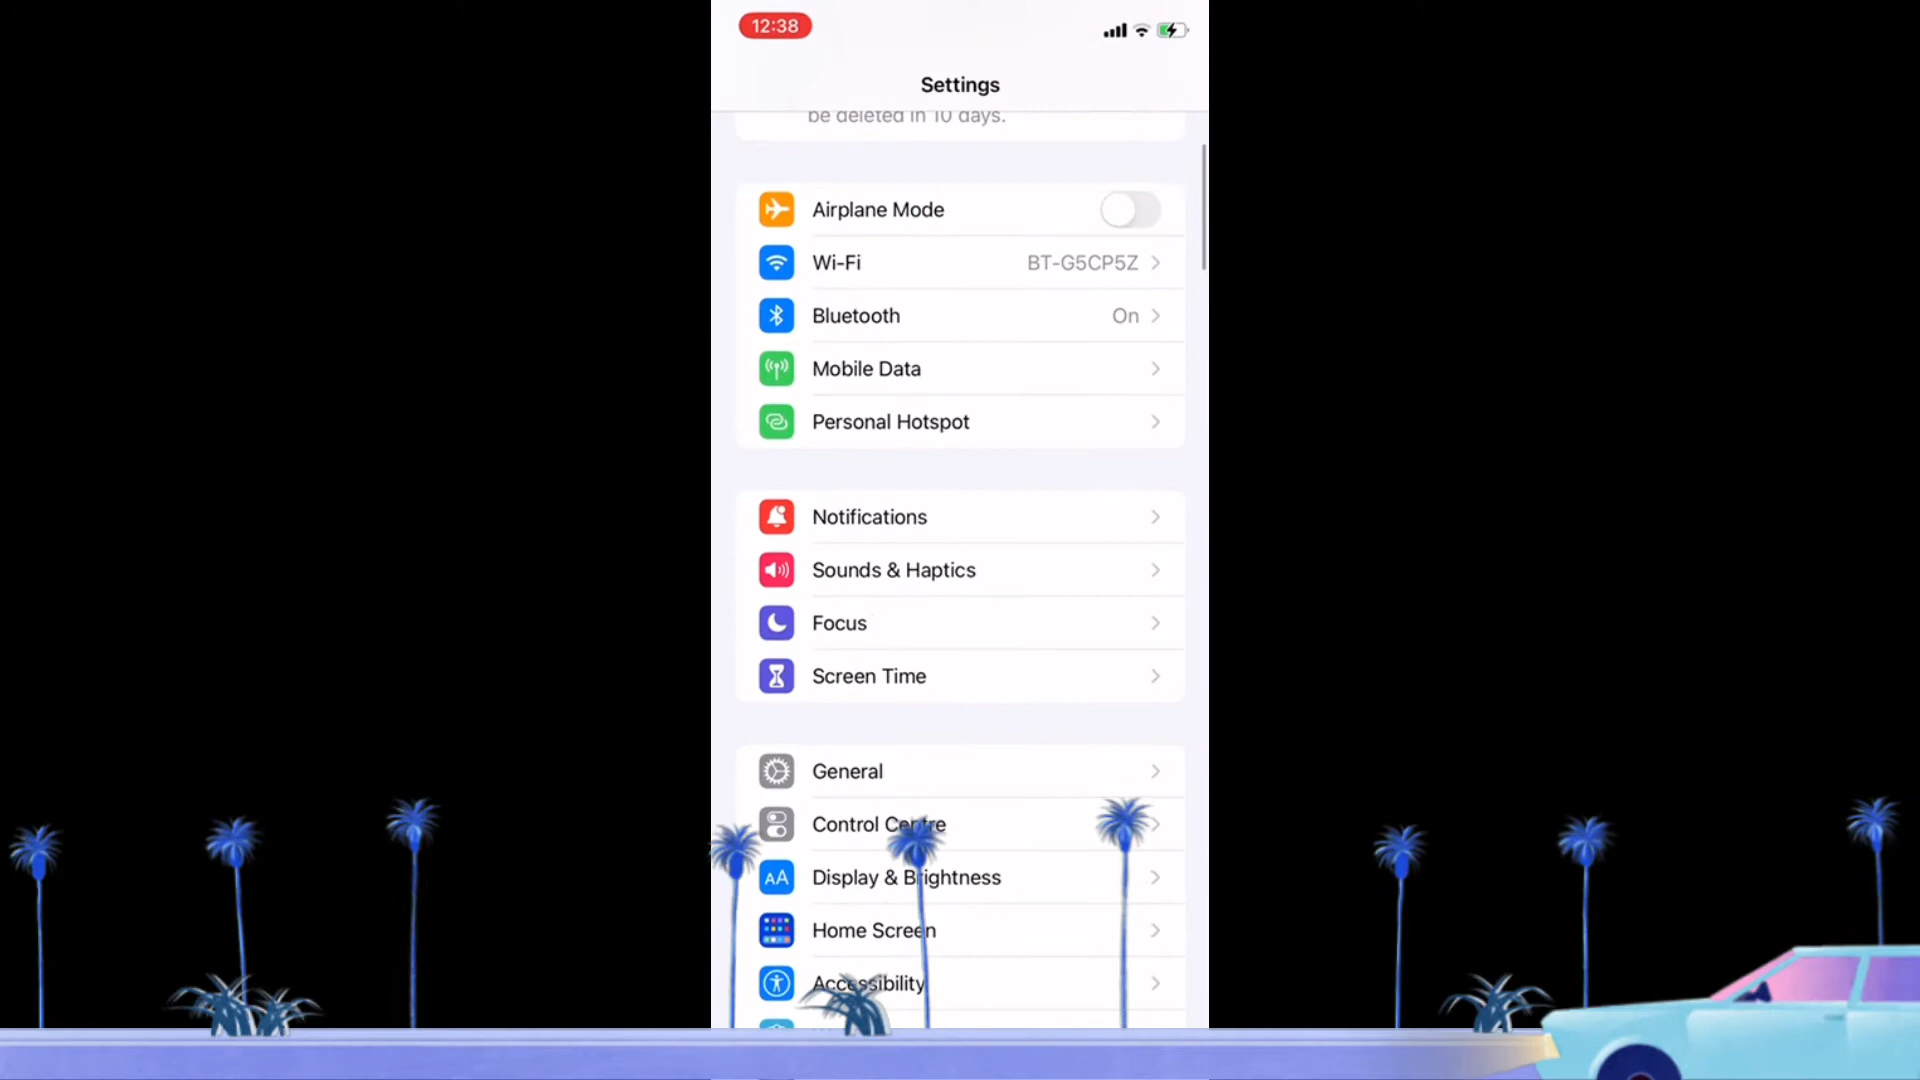 12:38
Settings
be deleted in 10 days.
Airplane Mode
Wi-Fi BT-G5CP5Z
Bluetooth On
Mobile Data
Personal Hotspot
Notifications
Sounds & Haptics
Focus
Screen Time
General
Control Centre
AA Display & Brightness
Home Screen
Accessibility